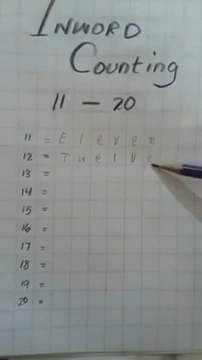 INWORD
Counting
11 - 20
11 = Eleven
12 = Twelve
13 =
14 =
15 =
16 =
17 =
18 =
19 =
20 =